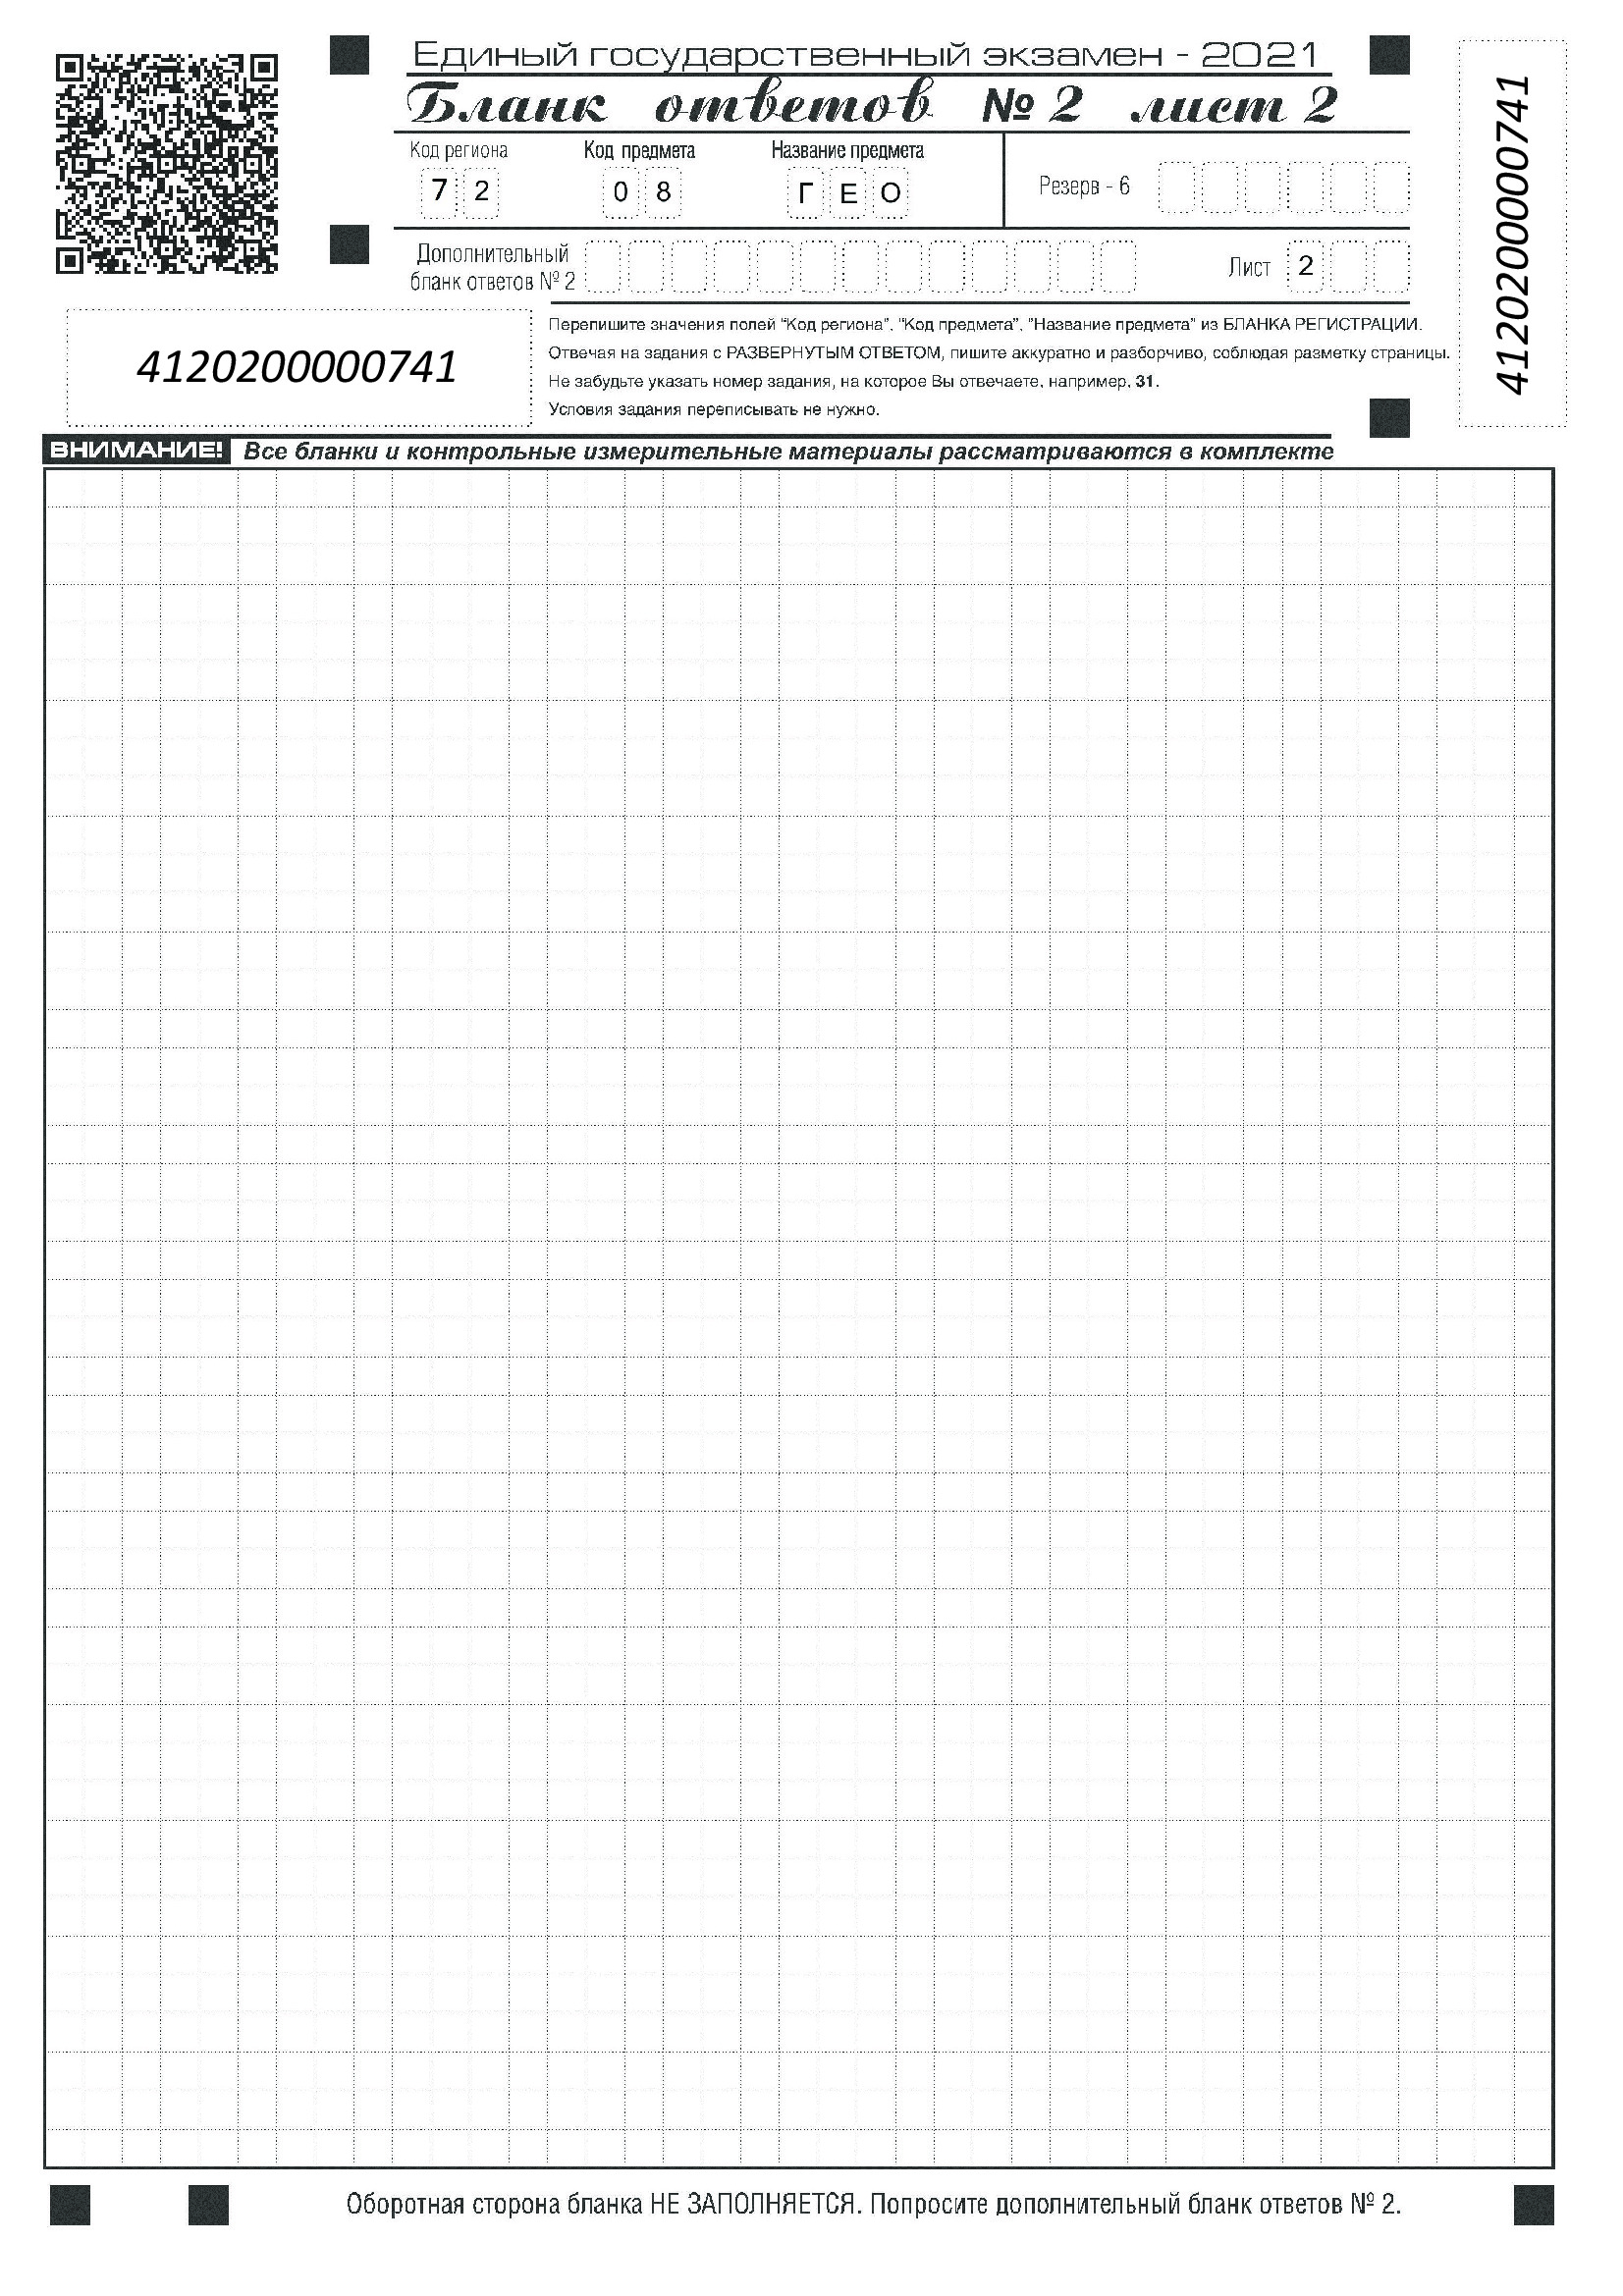 Единый государственный экзамен - 2021
Бланк ответов № 2 лист 2
Код региона Код предмета Название предмета
7 2 0 8 Г Е О
Резерв - 6
Дополнительный
бланк ответов № 2
Лист 2
4120200000741
Перепишите значения полей "Код региона", "Код предмета", "Название предмета" из БЛАНКА РЕГИСТРАЦИИ.
Отвечая на задания с РАЗВЕРНУТЫМ ОТВЕТОМ, пишите аккуратно и разборчиво, соблюдая разметку страницы.
Не забудьте указать номер задания, на которое Вы отвечаете, например, 31.
Условия задания переписывать не нужно.
4120200000741
ВНИМАНИЕ! Все бланки и контрольные измерительные материалы рассматриваются в комплекте
Оборотная сторона бланка НЕ ЗАПОЛНЯЕТСЯ. Попросите дополнительный бланк ответов № 2.